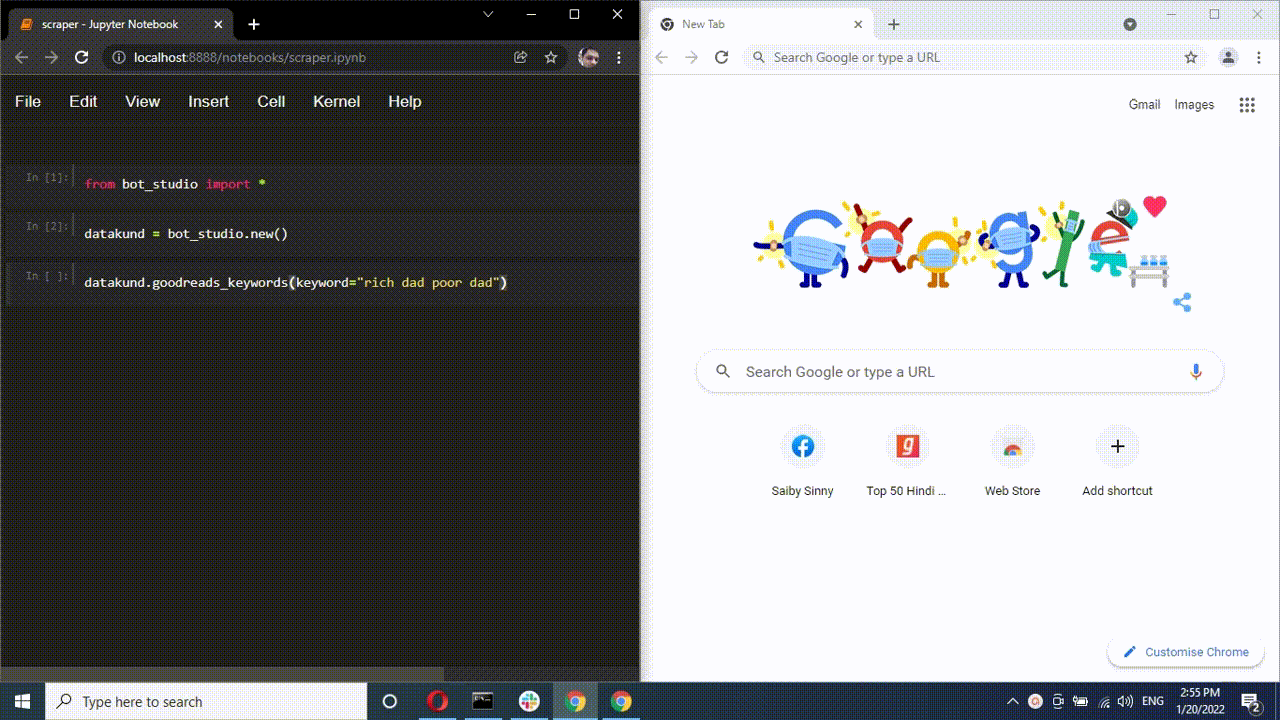 scraper - Jupyter Notebook
localhost:8888/notebooks/scraper.ipynb
File Edit View Insert Cell Kernel Help
In [1]: from bot_studio import *
In [2]: datakund = bot_studio.new()
In [ ]: datakund.goodreads_keywords(keyword="rich dad poor dad")
New Tab
Search Google or type a URL
Gmail Images
Google
Search Google or type a URL
Saiby Sinny Top 50 Hindi ... Web Store Add shortcut
Customise Chrome
Type here to search
ENG
2:55 PM
1/20/2022
2